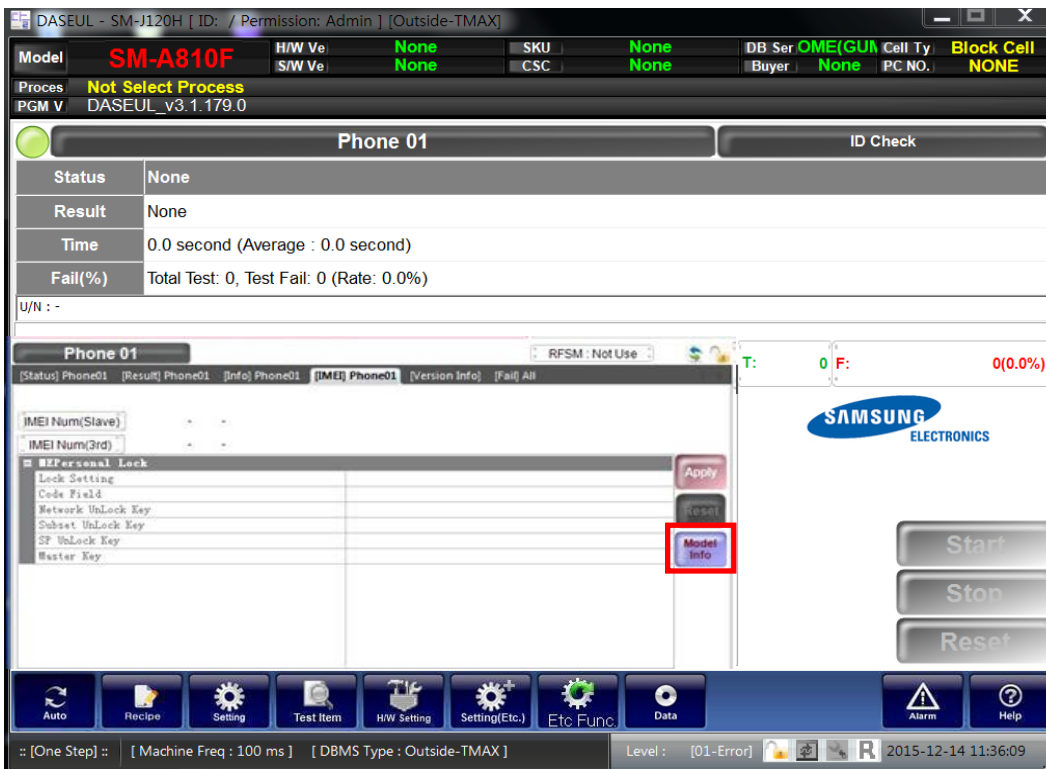 DASEUL - SM-J120H [ ID: / Permission: Admin ] [Outside-TMAX]
Model SM-A810F H/W Ve None SKU None DB Ser OME(GUN Cell Ty Block Cell
S/W Ve None CSC None Buyer None PC NO. NONE
Proces Not Select Process
PGM V DASEUL_v3.1.179.0
Phone 01 ID Check
Status None
Result None
Time 0.0 second (Average : 0.0 second)
Fail(%) Total Test: 0, Test Fail: 0 (Rate: 0.0%)
U/N : -
Phone 01 RFSM : Not Use T: 0 F: 0(0.0%)
[Status] Phone01 [Result] Phone01 [Info] Phone01 [IMEI] Phone01 [Version Info] [Fail] All
SAMSUNG
ELECTRONICS
IMEI Num(Slave) - -
IMEI Num(3rd) - -
Personal Lock
Lock Setting
Code Field
Network UnLock Key
Subset UnLock Key
SP UnLock Key
Master Key
Apply
Reset
Model
Info
Start
Stop
Reset
Auto Recipe Setting Test Item H/W Setting Setting(Etc.) Etc Func. Data Alarm Help
:: [One Step] :: [ Machine Freq : 100 ms ] [ DBMS Type : Outside-TMAX ] Level : [01-Error] R 2015-12-14 11:36:09